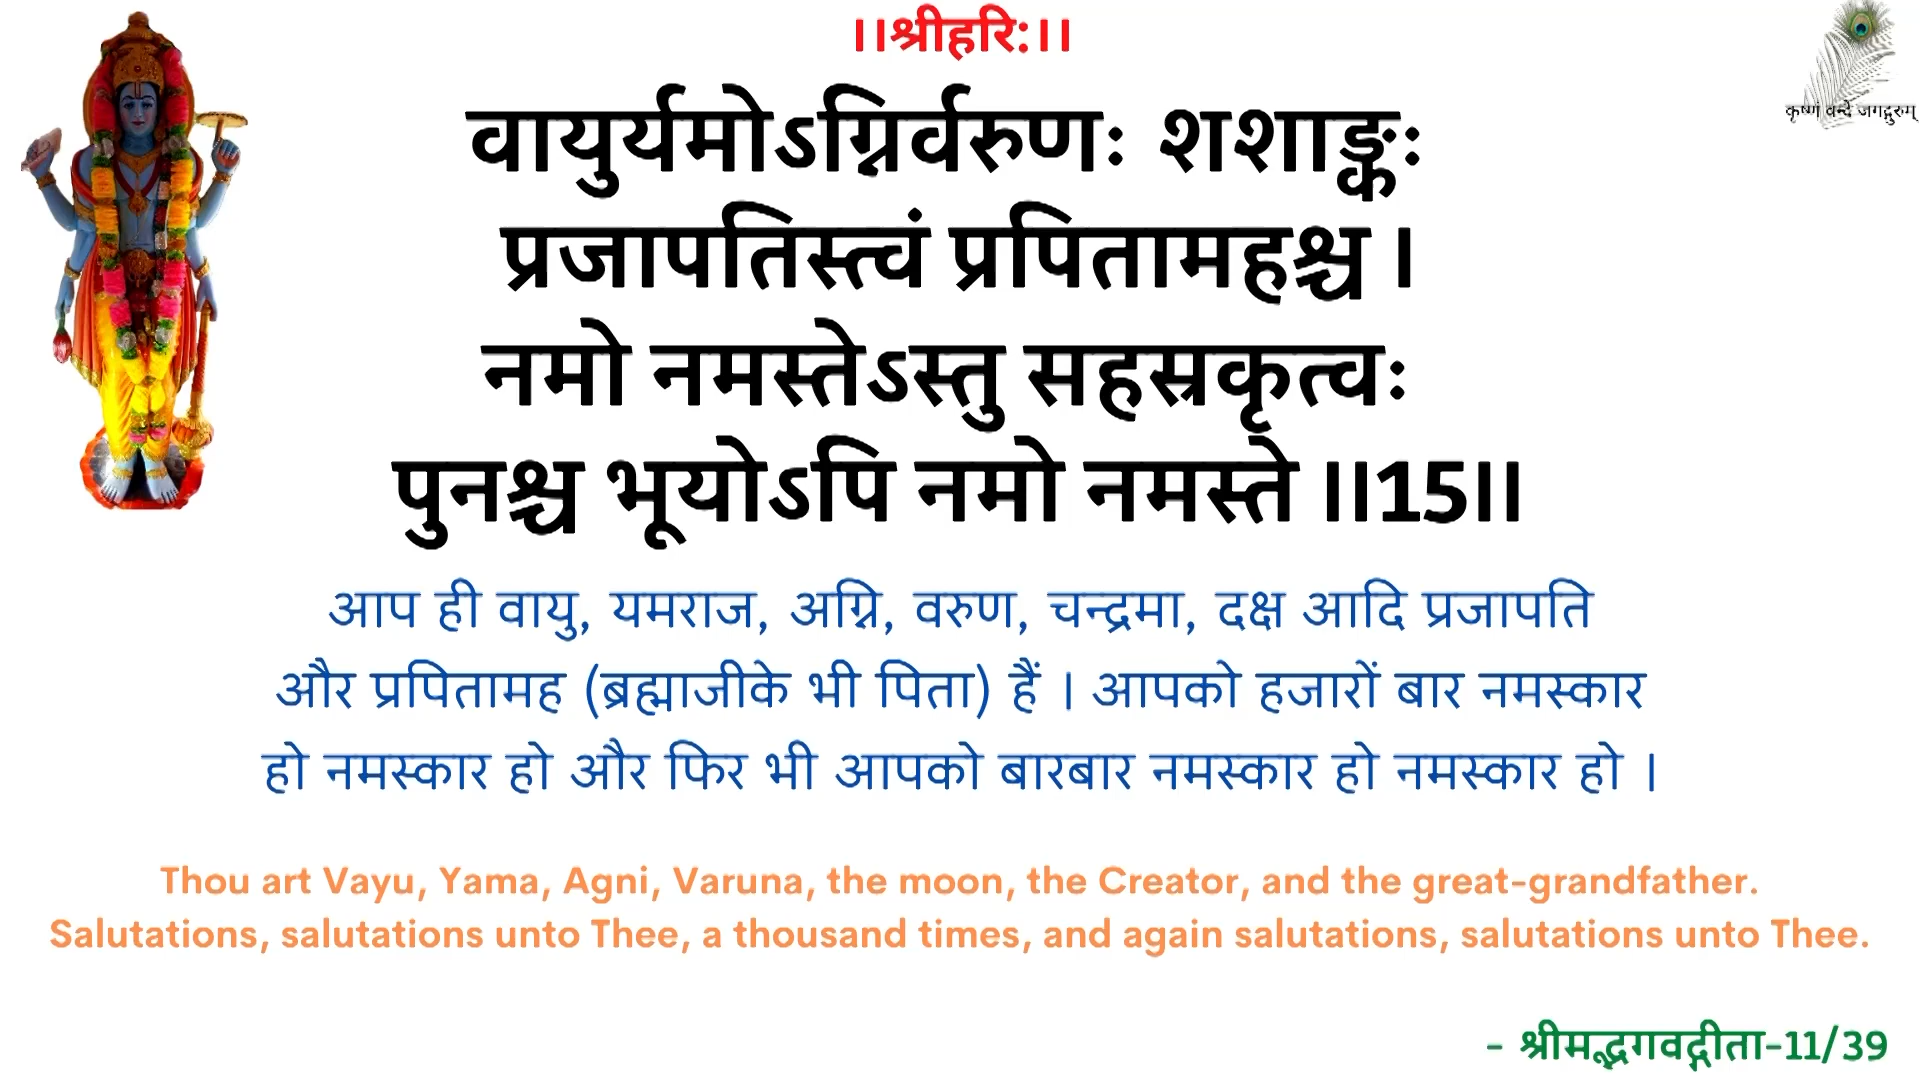 ।।श्रीहरि:।।
कृष्णं वन्दे जगद्गुरुम्
वायुर्यमोऽग्निर्वरुणः शशाङ्कः
प्रजापतिस्त्वं प्रपितामहश्च ।
नमो नमस्तेऽस्तु सहस्रकृत्वः
पुनश्च भूयोऽपि नमो नमस्ते ।।15।।
आप ही वायु, यमराज, अग्नि, वरुण, चन्द्रमा, दक्ष आदि प्रजापति
और प्रपितामह (ब्रह्माजीके भी पिता) हैं । आपको हजारों बार नमस्कार
हो नमस्कार हो और फिर भी आपको बारबार नमस्कार हो नमस्कार हो ।
Thou art Vayu, Yama, Agni, Varuna, the moon, the Creator, and the great-grandfather.
Salutations, salutations unto Thee, a thousand times, and again salutations, salutations unto Thee.
- श्रीमद्भगवद्गीता-11/39